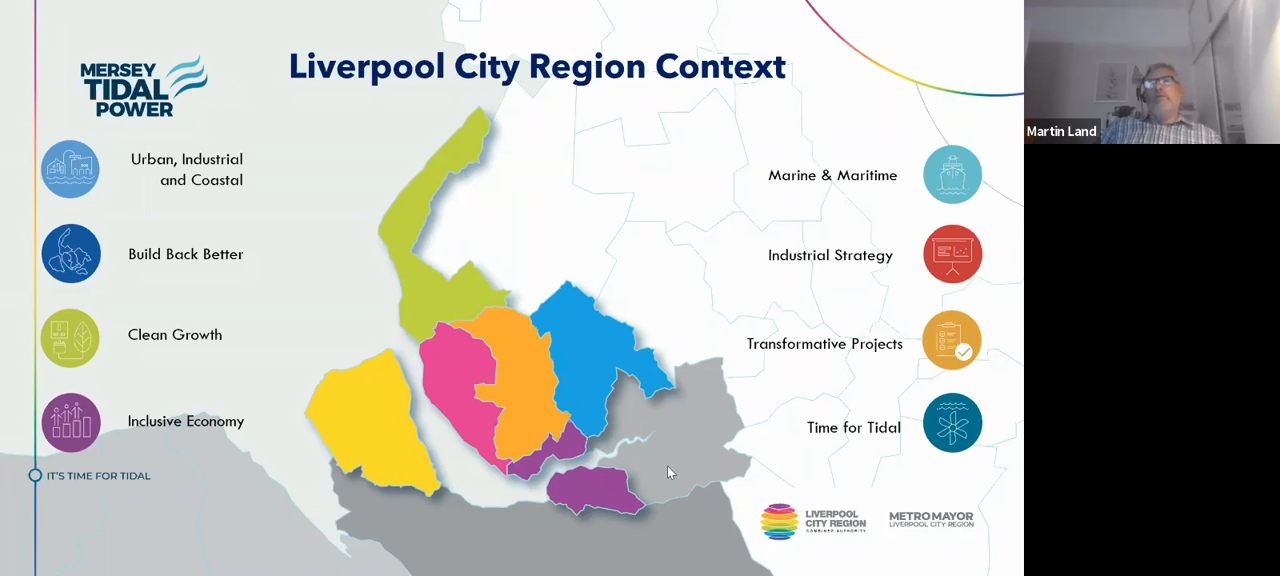 Liverpool City Region Context
MERSEY
TIDAL
POWER
Urban, Industrial
and Coastal
Build Back Better
Clean Growth
Inclusive Economy
IT'S TIME FOR TIDAL
Marine & Maritime
Industrial Strategy
Transformative Projects
Time for Tidal
LIVERPOOL
CITY REGION
COMBINED AUTHORITY
METRO MAYOR
LIVERPOOL CITY REGION
Martin Land